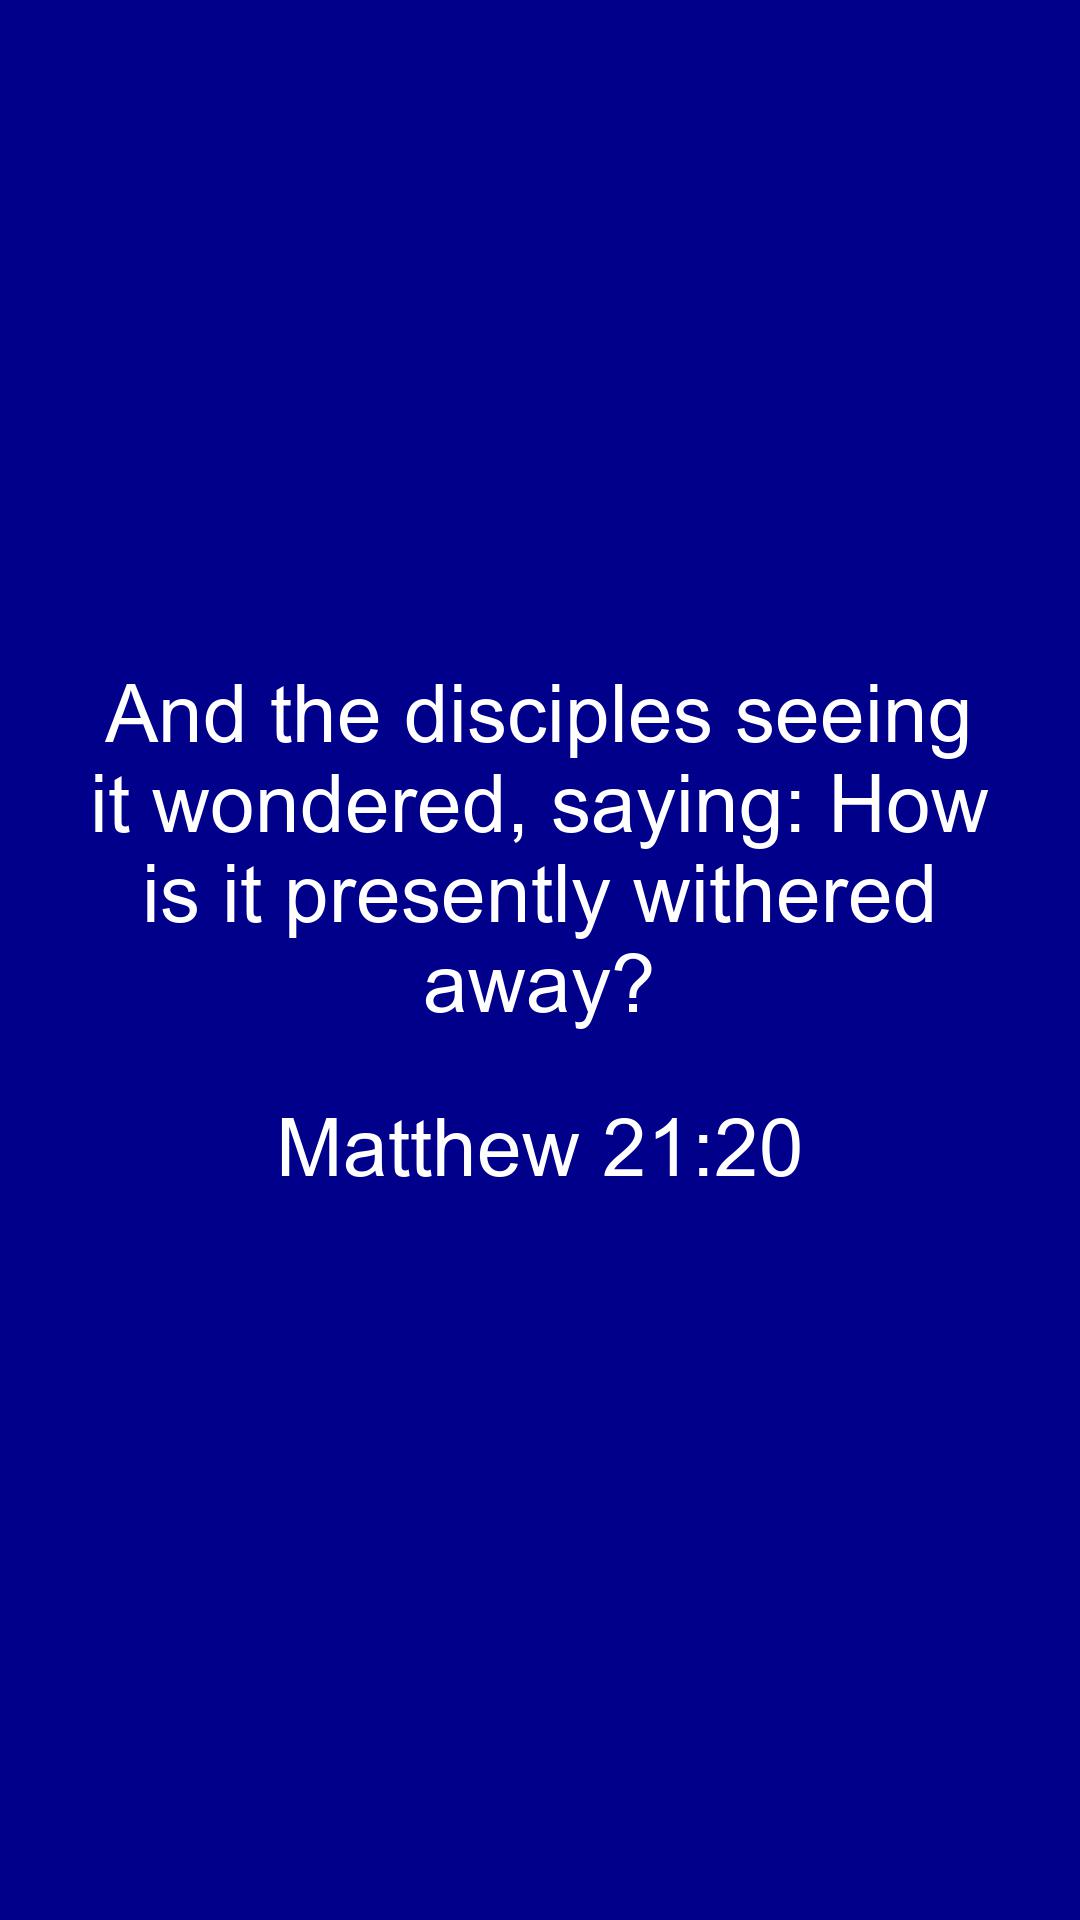 And the disciples seeing
it wondered, saying: How
is it presently withered
away?
Matthew 21:20